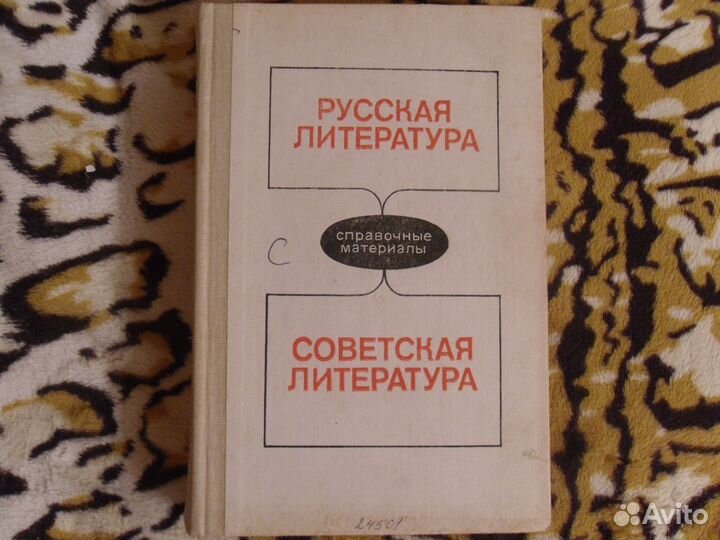 РУССКАЯ
ЛИТЕРАТУРА
справочные
материалы
С
СОВЕТСКАЯ
ЛИТЕРАТУРА
24501
Avito